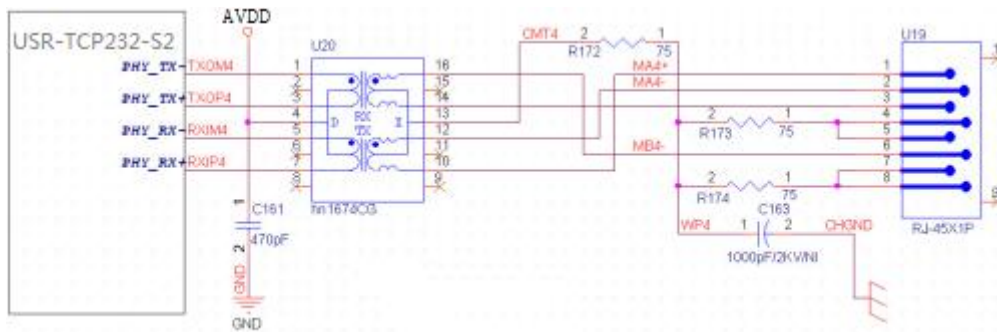 AVDD
USR-TCP232-S2
PHY_TX- TXOM4
PHY_TX+ TXOP4
PHY_RX- RXIM4
PHY_RX+ RXIP4
U20
1
2
3
4
5
6
7
8
D
RX
TX
X
16
15
14
13
12
11
10
9
hn1674CG
1
C161
470pF
2
GND
GND
CMT4
2
R172
1
75
MA4+
MA4-
R173
1
75
MB4-
2
R174
1
75
WP4
1
C163
2
CHGND
1000pF/2KV/NI
U19
1
2
3
4
5
6
7
8
9
RJ-45X1P